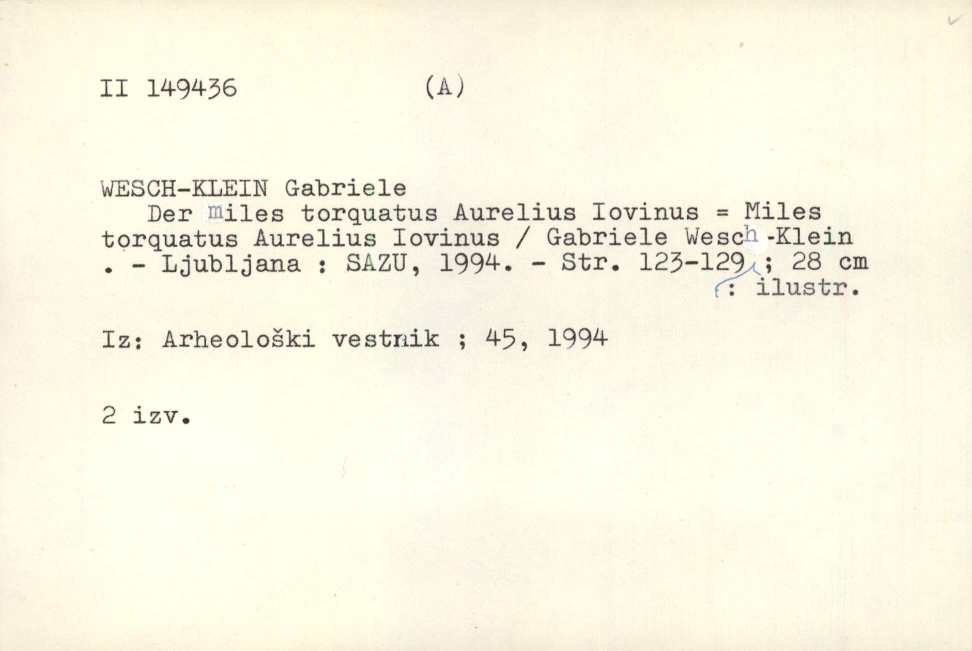 II 149436 (A)
WESCH-KLEIN Gabriele
Der miles torquatus Aurelius Iovinus = Miles
torquatus Aurelius Iovinus / Gabriele Wesch-Klein
. - Ljubljana : SAZU, 1994. - Str. 123-129 ; 28 cm
: ilustr.
Iz: Arheološki vestnik ; 45, 1994
2 izv.